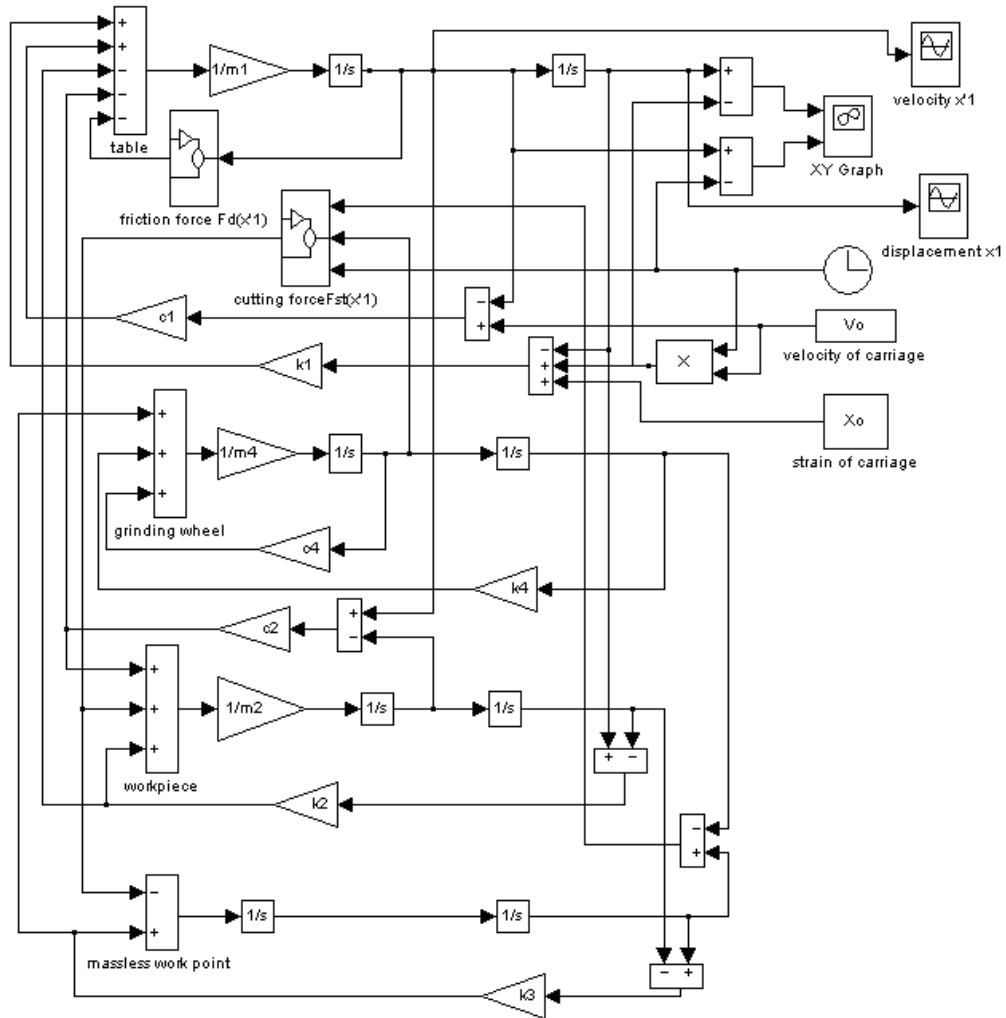 +
+
−
−
−
table
1/m1
1/s
1/s
+
−
+
−
XY Graph
velocity x'1
displacement x1
friction force Fd(x'1)
cutting forceFst(x'1)
c1
−
+
Vo
velocity of carriage
k1
−
+
+
X
Xo
strain of carriage
+
+
+
grinding wheel
1/m4
1/s
1/s
c4
k4
c2
+
−
+
+
+
workpiece
1/m2
1/s
1/s
+ −
k2
−
+
−
+
massless work point
1/s
1/s
− +
k3